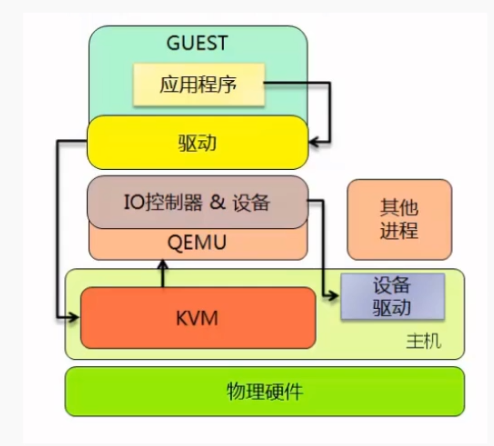 GUEST
应用程序
驱动
IO控制器 & 设备
QEMU
其他
进程
设备
驱动
KVM
主机
物理硬件